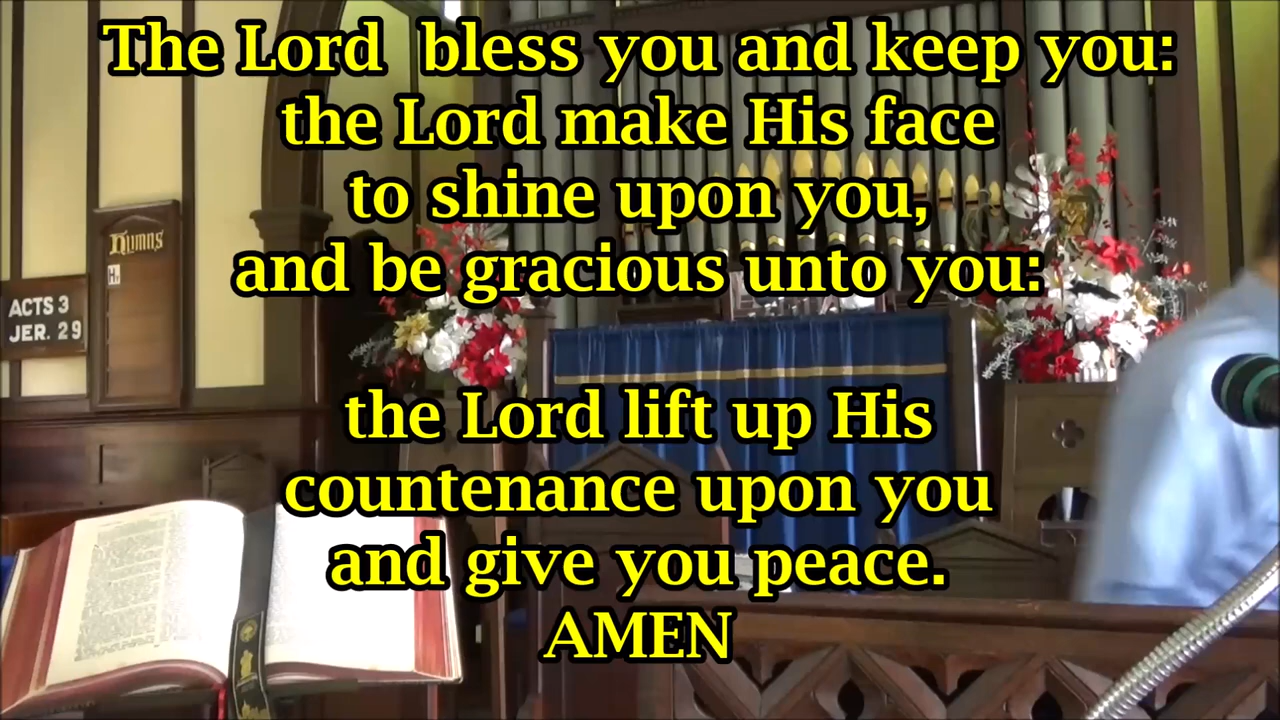 The Lord bless you and keep you:
the Lord make His face
to shine upon you,
and be gracious unto you:
the Lord lift up His
countenance upon you
and give you peace.
AMEN
Hymns
ACTS 3
JER. 29